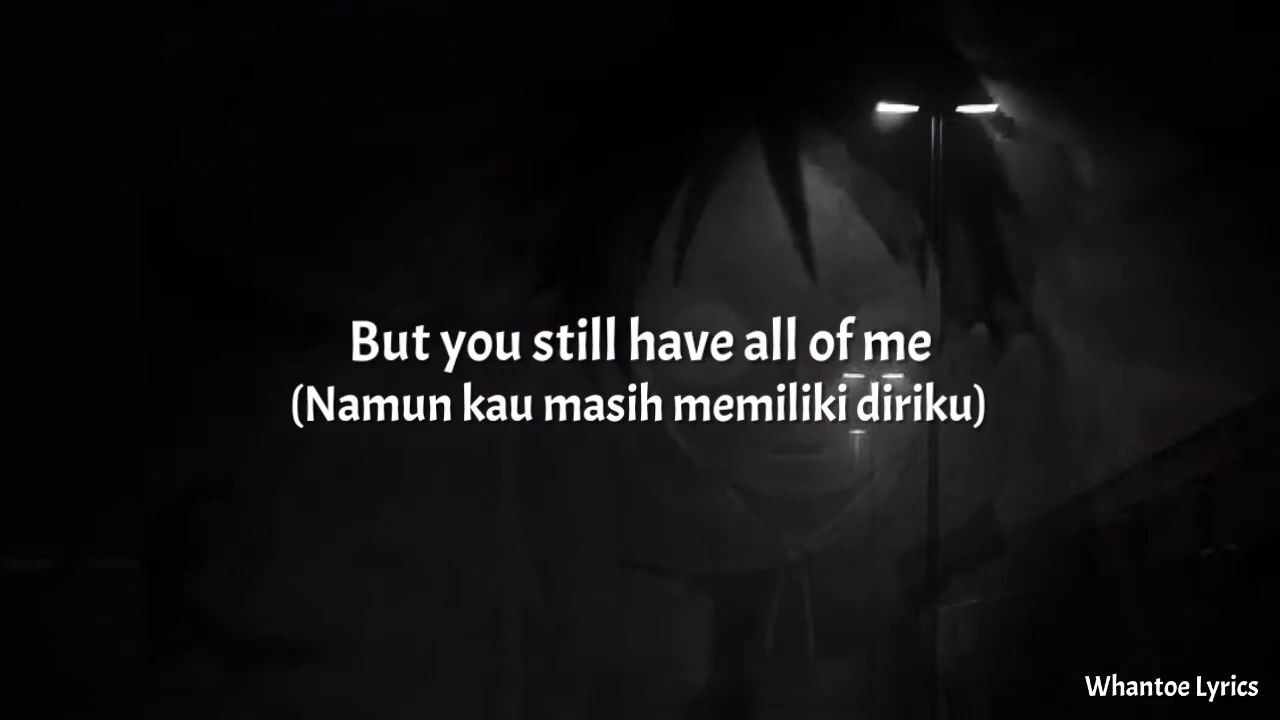 But you still have all of me
(Namun kau masih memiliki diriku)
Whantoe Lyrics